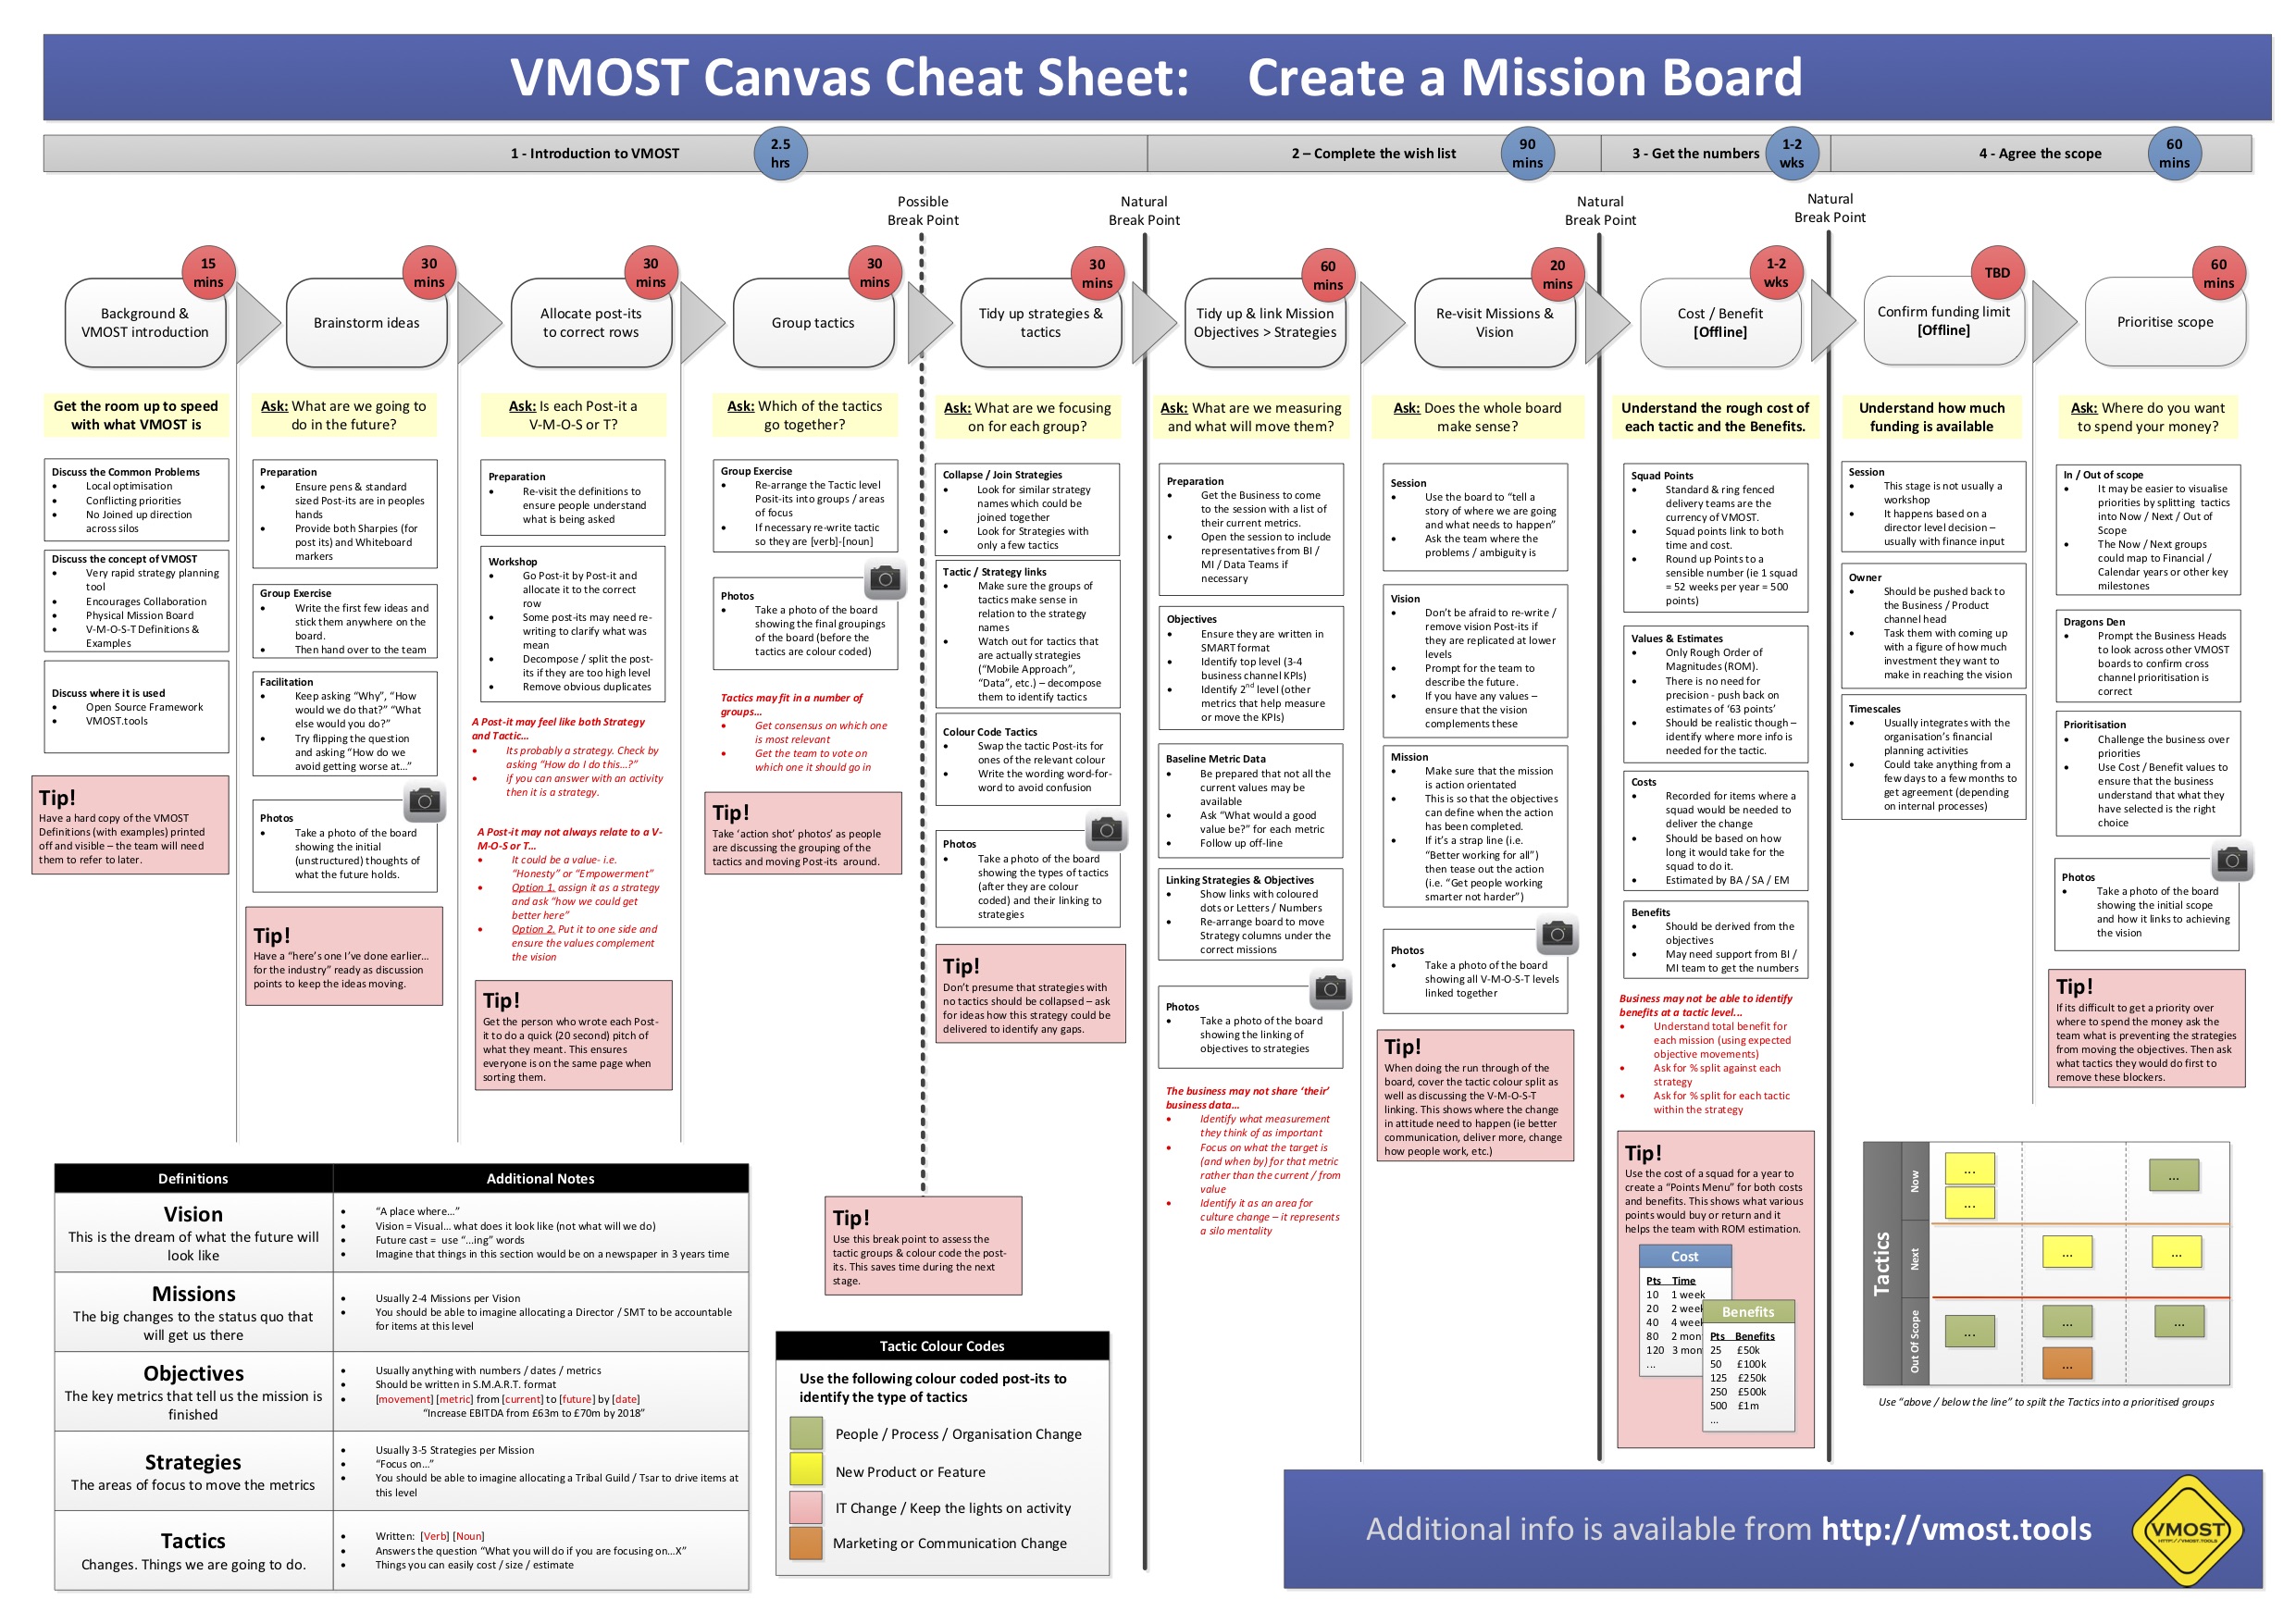 VMOST Canvas Cheat Sheet: Create a Mission Board
1 - Introduction to VMOST
2.5
hrs
2 – Complete the wish list
90
mins
3 - Get the numbers
1-2
wks
4 - Agree the scope
60
mins
Possible
Break Point
Natural
Break Point
Natural
Break Point
Natural
Break Point
15
mins
Background &
VMOST introduction
Get the room up to speed
with what VMOST is
Discuss the Common Problems
• Local optimisation
• Conflicting priorities
• No Joined up direction
across silos
Discuss the concept of VMOST
• Very rapid strategy planning
tool
• Encourages Collaboration
• Physical Mission Board
• V-M-O-S-T Definitions &
Examples
Discuss where it is used
• Open Source Framework
• VMOST.tools
Tip!
Have a hard copy of the VMOST
Definitions (with examples) printed
off and visible – the team will need
them to refer to later.
30
mins
Brainstorm ideas
Ask: What are we going to
do in the future?
Preparation
• Ensure pens & standard
sized Post-its are in peoples
hands
• Provide both Sharpies (for
post its) and Whiteboard
markers
Group Exercise
• Write the first few ideas and
stick them anywhere on the
board.
• Then hand over to the team
Facilitation
• Keep asking “Why”, “How
would we do that?” “What
else would you do?”
• Try flipping the question
and asking “How do we
avoid getting worse at…”
Photos
• Take a photo of the board
showing the initial
(unstructured) thoughts of
what the future holds.
Tip!
Have a “here’s one I’ve done earlier…
for the industry” ready as discussion
points to keep the ideas moving.
30
mins
Allocate post-its
to correct rows
Ask: Is each Post-it a
V-M-O-S or T?
Preparation
• Re-visit the definitions to
ensure people understand
what is being asked
Workshop
• Go Post-it by Post-it and
allocate it to the correct
row
• Some post-its may need re-
writing to clarify what was
mean
• Decompose / split the post-
its if they are too high level
• Remove obvious duplicates
A Post-it may feel like both Strategy
and Tactic…
• Its probably a strategy. Check by
asking “How do I do this…?”
• if you can answer with an activity
then it is a strategy.
A Post-it may not always relate to a V-
M-O-S or T…
• It could be a value- i.e.
“Honesty” or “Empowerment”
• Option 1. assign it as a strategy
and ask “how we could get
better here”
• Option 2. Put it to one side and
ensure the values complement
the vision
Tip!
Get the person who wrote each Post-
it to do a quick (20 second) pitch of
what they meant. This ensures
everyone is on the same page when
sorting them.
30
mins
Group tactics
Ask: Which of the tactics
go together?
Group Exercise
• Re-arrange the Tactic level
Posit-its into groups / areas
of focus
• If necessary re-write tactic
so they are [verb]-[noun]
Photos
• Take a photo of the board
showing the final groupings
of the board (before the
tactics are colour coded)
Tactics may fit in a number of
groups…
• Get consensus on which one
is most relevant
• Get the team to vote on
which one it should go in
Tip!
Take ‘action shot’ photos’ as people
are discussing the grouping of the
tactics and moving Post-its around.
Tip!
Use this break point to assess the
tactic groups & colour code the post-
its. This saves time during the next
stage.
30
mins
Tidy up strategies &
tactics
Ask: What are we focusing
on for each group?
Collapse / Join Strategies
• Look for similar strategy
names which could be
joined together
• Look for Strategies with
only a few tactics
Tactic / Strategy links
• Make sure the groups of
tactics make sense in
relation to the strategy
names
• Watch out for tactics that
are actually strategies
(“Mobile Approach”,
“Data”, etc.) – decompose
them to identify tactics
Colour Code Tactics
• Swap the tactic Post-its for
ones of the relevant colour
• Write the wording word-for-
word to avoid confusion
Photos
• Take a photo of the board
showing the types of tactics
(after they are colour
coded) and their linking to
strategies
Tip!
Don’t presume that strategies with
no tactics should be collapsed – ask
for ideas how this strategy could be
delivered to identify any gaps.
60
mins
Tidy up & link Mission
Objectives > Strategies
Ask: What are we measuring
and what will move them?
Preparation
• Get the Business to come
to the session with a list of
their current metrics.
• Open the session to include
representatives from BI /
MI / Data Teams if
necessary
Objectives
• Ensure they are written in
SMART format
• Identify top level (3-4
business channel KPIs)
• Identify 2nd level (other
metrics that help measure
or move the KPIs)
Baseline Metric Data
• Be prepared that not all the
current values may be
available
• Ask “What would a good
value be?” for each metric
• Follow up off-line
Linking Strategies & Objectives
• Show links with coloured
dots or Letters / Numbers
• Re-arrange board to move
Strategy columns under the
correct missions
Photos
• Take a photo of the board
showing the linking of
objectives to strategies
The business may not share ‘their’
business data…
• Identify what measurement
they think of as important
• Focus on what the target is
(and when by) for that metric
rather than the current / from
value
• Identify it as an area for
culture change – it represents
a silo mentality
20
mins
Re-visit Missions &
Vision
Ask: Does the whole board
make sense?
Session
• Use the board to “tell a
story of where we are going
and what needs to happen”
• Ask the team where the
problems / ambiguity is
Vision
• Don’t be afraid to re-write /
remove vision Post-its if
they are replicated at lower
levels
• Prompt for the team to
describe the future.
• If you have any values –
ensure that the vision
complements these
Mission
• Make sure that the mission
is action orientated
• This is so that the objectives
can define when the action
has been completed.
• If it’s a strap line (i.e.
“Better working for all”)
then tease out the action
(i.e. “Get people working
smarter not harder”)
Photos
• Take a photo of the board
showing all V-M-O-S-T levels
linked together
Tip!
When doing the run through of the
board, cover the tactic colour split as
well as discussing the V-M-O-S-T
linking. This shows where the change
in attitude need to happen (ie better
communication, deliver more, change
how people work, etc.)
1-2
wks
Cost / Benefit
[Offline]
Understand the rough cost of
each tactic and the Benefits.
Squad Points
• Standard & ring fenced
delivery teams are the
currency of VMOST.
• Squad points link to both
time and cost.
• Round up Points to a
sensible number (ie 1 squad
= 52 weeks per year = 500
points)
Values & Estimates
• Only Rough Order of
Magnitudes (ROM).
• There is no need for
precision - push back on
estimates of ‘63 points’
• Should be realistic though –
identify where more info is
needed for the tactic.
Costs
• Recorded for items where a
squad would be needed to
deliver the change
• Should be based on how
long it would take for the
squad to do it.
• Estimated by BA / SA / EM
Benefits
• Should be derived from the
objectives
• May need support from BI /
MI team to get the numbers
Business may not be able to identify
benefits at a tactic level…
• Understand total benefit for
each mission (using expected
objective movements)
• Ask for % split against each
strategy
• Ask for % split for each tactic
within the strategy
Tip!
Use the cost of a squad for a year to
create a “Points Menu” for both costs
and benefits. This shows what various
points would buy or return and it
helps the team with ROM estimation.
Cost
Pts Time
10 1 week
20 2 week
40 4 week
80 2 mon
120 3 mon
...
Benefits
Pts Benefits
25 £50k
50 £100k
125 £250k
250 £500k
500 £1m
...
TBD
Confirm funding limit
[Offline]
Understand how much
funding is available
Session
• This stage is not usually a
workshop
• It happens based on a
director level decision –
usually with finance input
Owner
• Should be pushed back to
the Business / Product
channel head
• Task them with coming up
with a figure of how much
investment they want to
make in reaching the vision
Timescales
• Usually integrates with the
organisation’s financial
planning activities
• Could take anything from a
few days to a few months to
get agreement (depending
on internal processes)
60
mins
Prioritise scope
Ask: Where do you want
to spend your money?
In / Out of scope
• It may be easier to visualise
priorities by splitting tactics
into Now / Next / Out of
Scope
• The Now / Next groups
could map to Financial /
Calendar years or other key
milestones
Dragons Den
• Prompt the Business Heads
to look across other VMOST
boards to confirm cross
channel prioritisation is
correct
Prioritisation
• Challenge the business over
priorities
• Use Cost / Benefit values to
ensure that the business
understand that what they
have selected is the right
choice
Photos
• Take a photo of the board
showing the initial scope
and how it links to achieving
the vision
Tip!
If its difficult to get a priority over
where to spend the money ask the
team what is preventing the strategies
from moving the objectives. Then ask
what tactics they would do first to
remove these blockers.
Tactics
Now
... ...
...
Next
... ...
Out Of Scope
... ... ...
...
Use “above / below the line” to spilt the Tactics into a prioritised groups
Definitions Additional Notes
Vision
This is the dream of what the future will
look like
• “A place where…”
• Vision = Visual… what does it look like (not what will we do)
• Future cast = use “…ing” words
• Imagine that things in this section would be on a newspaper in 3 years time
Missions
The big changes to the status quo that
will get us there
• Usually 2-4 Missions per Vision
• You should be able to imagine allocating a Director / SMT to be accountable
for items at this level
Objectives
The key metrics that tell us the mission is
finished
• Usually anything with numbers / dates / metrics
• Should be written in S.M.A.R.T. format
• [movement] [metric] from [current] to [future] by [date]
“Increase EBITDA from £63m to £70m by 2018”
Strategies
The areas of focus to move the metrics
• Usually 3-5 Strategies per Mission
• “Focus on…”
• You should be able to imagine allocating a Tribal Guild / Tsar to drive items at
this level
Tactics
Changes. Things we are going to do.
• Written: [Verb] [Noun]
• Answers the question “What you will do if you are focusing on…X”
• Things you can easily cost / size / estimate
Tactic Colour Codes
Use the following colour coded post-its to
identify the type of tactics
People / Process / Organisation Change
New Product or Feature
IT Change / Keep the lights on activity
Marketing or Communication Change
Additional info is available from http://vmost.tools
VMOST
HTTP://VMOST.TOOLS